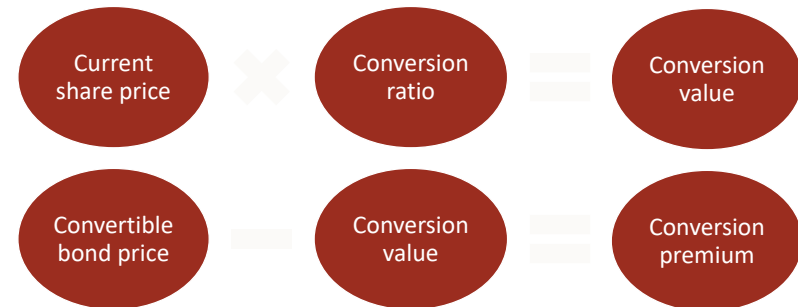 Current
share price
Conversion
ratio
Conversion
value
Convertible
bond price
Conversion
value
Conversion
premium